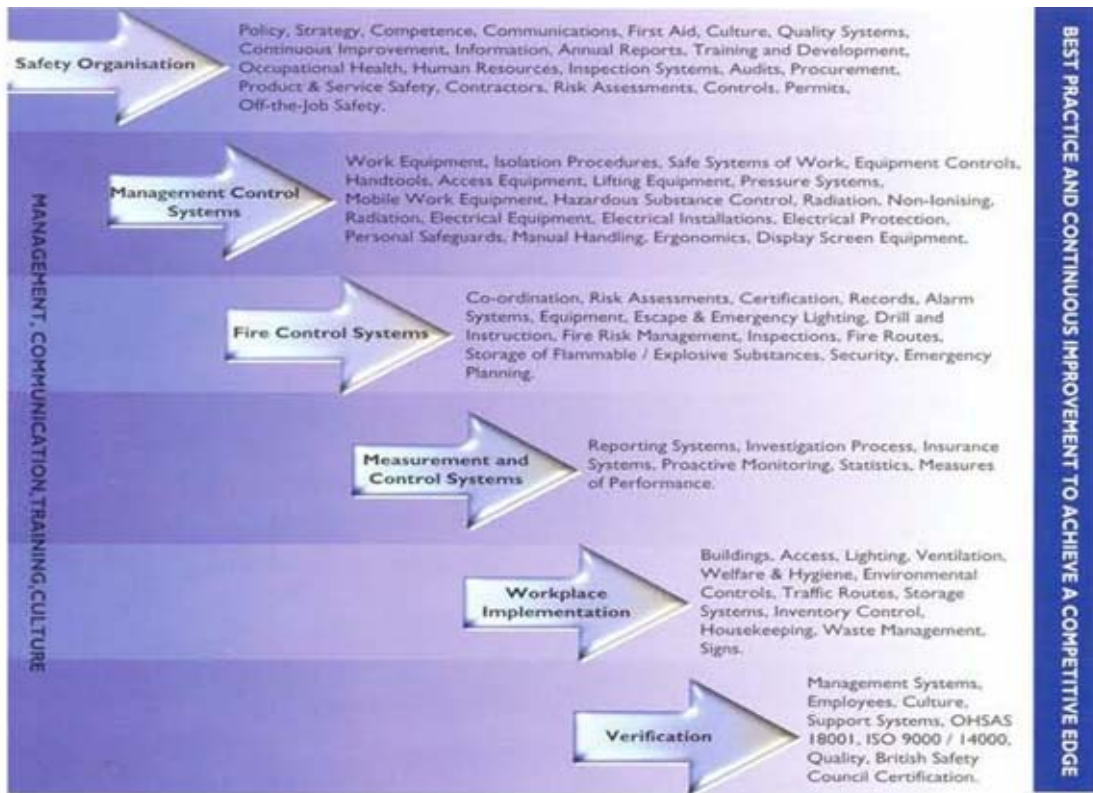 Safety Organisation
Policy, Strategy, Competence, Communications, First Aid, Culture, Quality Systems,
Continuous Improvement, Information, Annual Reports, Training and Development,
Occupational Health, Human Resources, Inspection Systems, Audits, Procurement,
Product & Service Safety, Contractors, Risk Assessments, Controls, Permits,
Off-the-Job Safety.
Management Control
Systems
Work Equipment, Isolation Procedures, Safe Systems of Work, Equipment Controls,
Handtools, Access Equipment, Lifting Equipment, Pressure Systems,
Mobile Work Equipment, Hazardous Substance Control, Radiation, Non-Ionising,
Radiation, Electrical Equipment, Electrical Installations, Electrical Protection,
Personal Safeguards, Manual Handling, Ergonomics, Display Screen Equipment.
Fire Control Systems
Co-ordination, Risk Assessments, Certification, Records, Alarm
Systems, Equipment, Escape & Emergency Lighting, Drill and
Instruction, Fire Risk Management, Inspections, Fire Routes,
Storage of Flammable / Explosive Substances, Security, Emergency
Planning.
Measurement and
Control Systems
Reporting Systems, Investigation Process, Insurance
Systems, Proactive Monitoring, Statistics, Measures
of Performance.
Workplace
Implementation
Buildings, Access, Lighting, Ventilation,
Welfare & Hygiene, Environmental
Controls, Traffic Routes, Storage
Systems, Inventory Control,
Housekeeping, Waste Management,
Signs.
Verification
Management Systems,
Employees, Culture,
Support Systems, OHSAS
18001, ISO 9000 / 14000,
Quality, British Safety
Council Certification.
MANAGEMENT, COMMUNICATION,TRAINING,CULTURE
BEST PRACTICE AND CONTINUOUS IMPROVEMENT TO ACHIEVE A COMPETITIVE EDGE